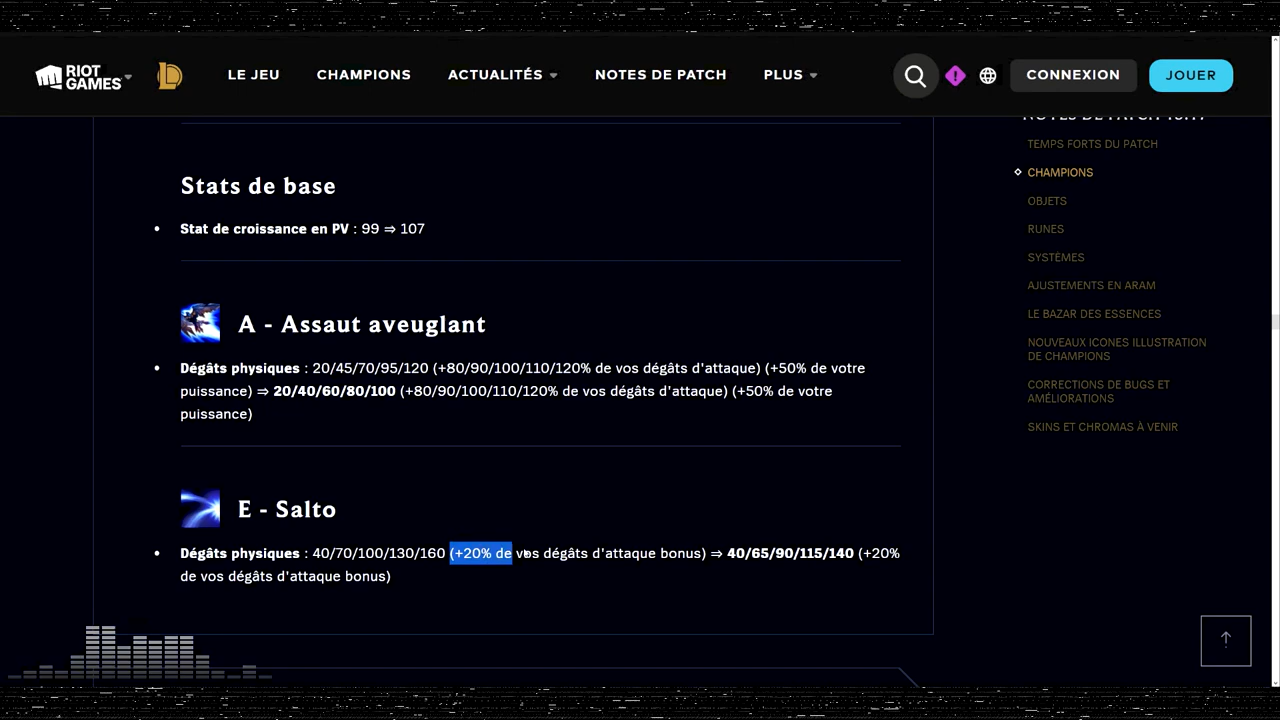 RIOT
GAMES
LE JEU
CHAMPIONS
ACTUALITÉS
NOTES DE PATCH
PLUS
CONNEXION
JOUER
Stats de base
• Stat de croissance en PV : 99 ⇒ 107
A - Assaut aveuglant
• Dégâts physiques : 20/45/70/95/120 (+80/90/100/110/120% de vos dégâts d'attaque) (+50% de votre
puissance) ⇒ 20/40/60/80/100 (+80/90/100/110/120% de vos dégâts d'attaque) (+50% de votre
puissance)
E - Salto
• Dégâts physiques : 40/70/100/130/160 (+20% de vos dégâts d'attaque bonus) ⇒ 40/65/90/115/140 (+20%
de vos dégâts d'attaque bonus)
NOTES DE PATCH
TEMPS FORTS DU PATCH
CHAMPIONS
OBJETS
RUNES
SYSTÈMES
AJUSTEMENTS EN ARAM
LE BAZAR DES ESSENCES
NOUVEAUX ICONES ILLUSTRATION
DE CHAMPIONS
CORRECTIONS DE BUGS ET
AMÉLIORATIONS
SKINS ET CHROMAS À VENIR